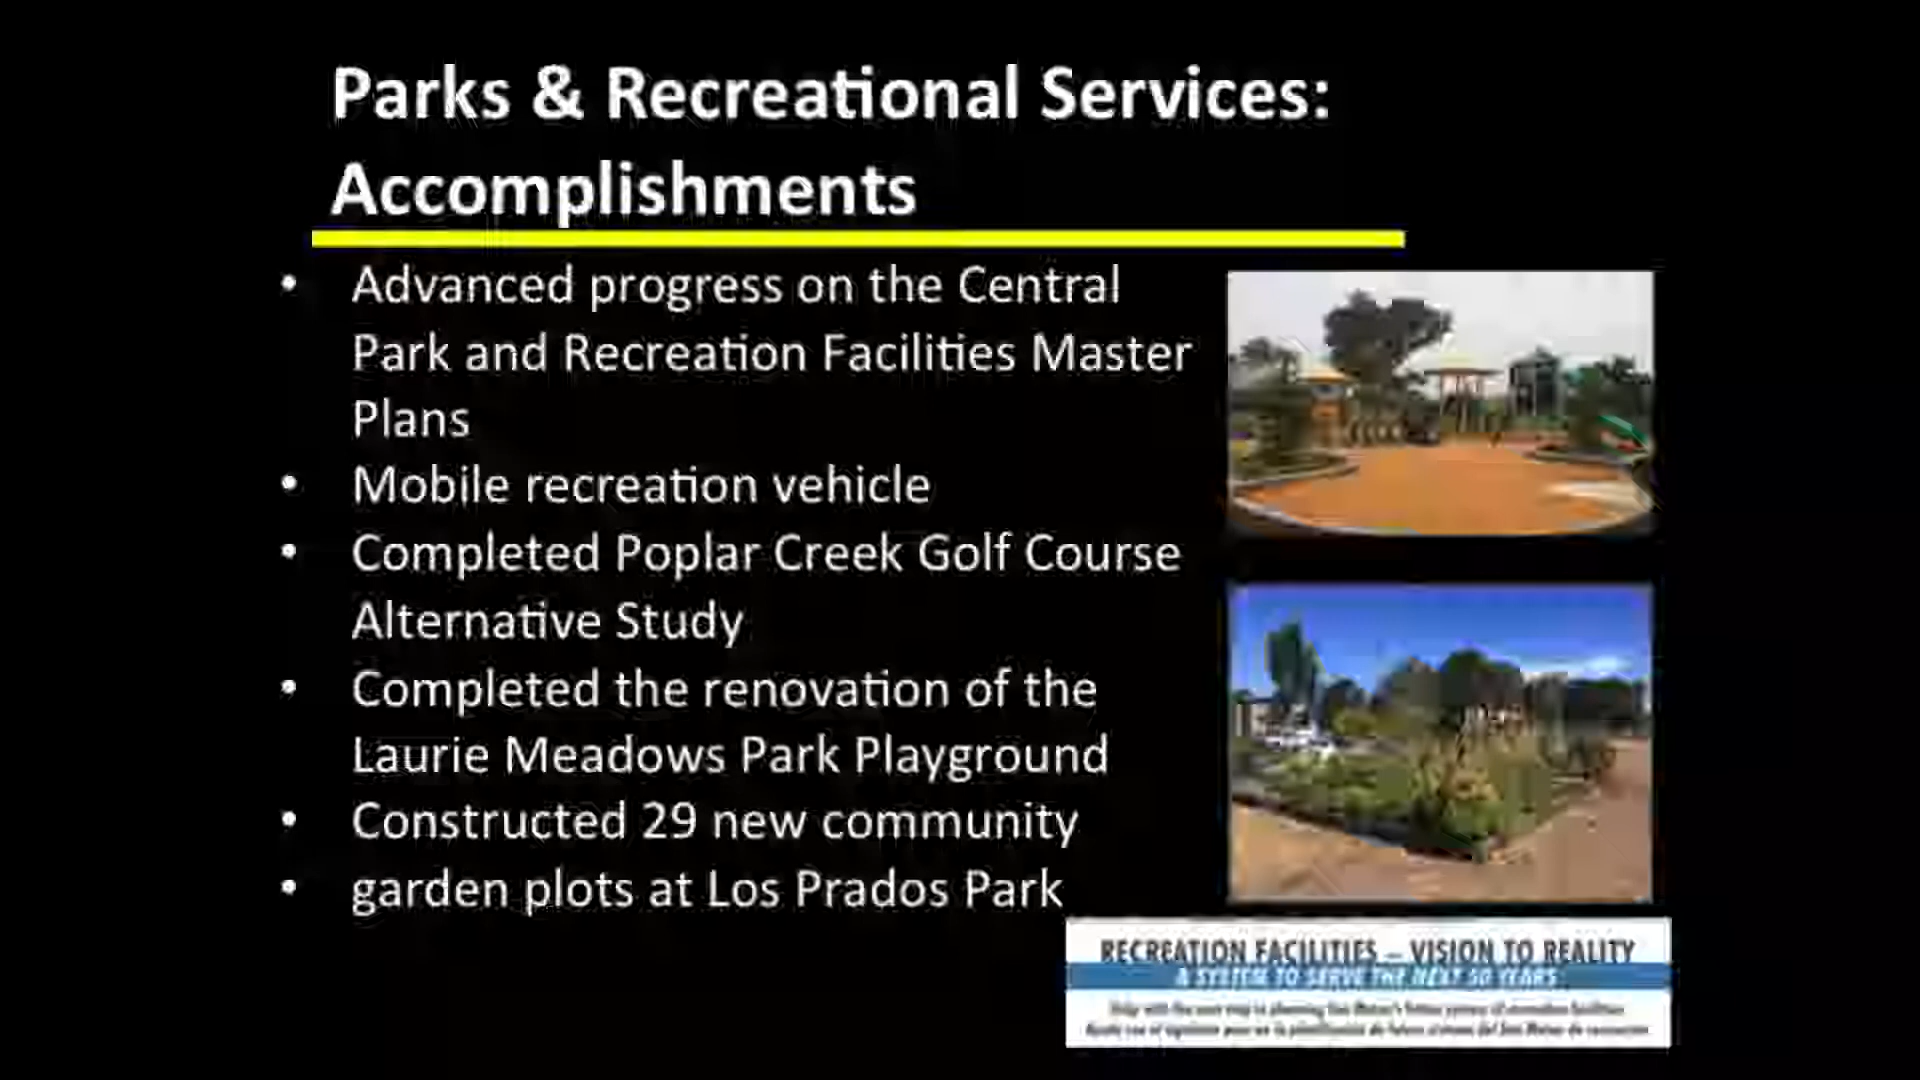 Parks & Recreational Services:
Accomplishments
• Advanced progress on the Central
Park and Recreation Facilities Master
Plans
• Mobile recreation vehicle
• Completed Poplar Creek Golf Course
Alternative Study
• Completed the renovation of the
Laurie Meadows Park Playground
• Constructed 29 new community
• garden plots at Los Prados Park
RECREATION FACILITIES – VISION TO REALITY
A SYSTEM TO SERVE THE NEXT 50 YEARS